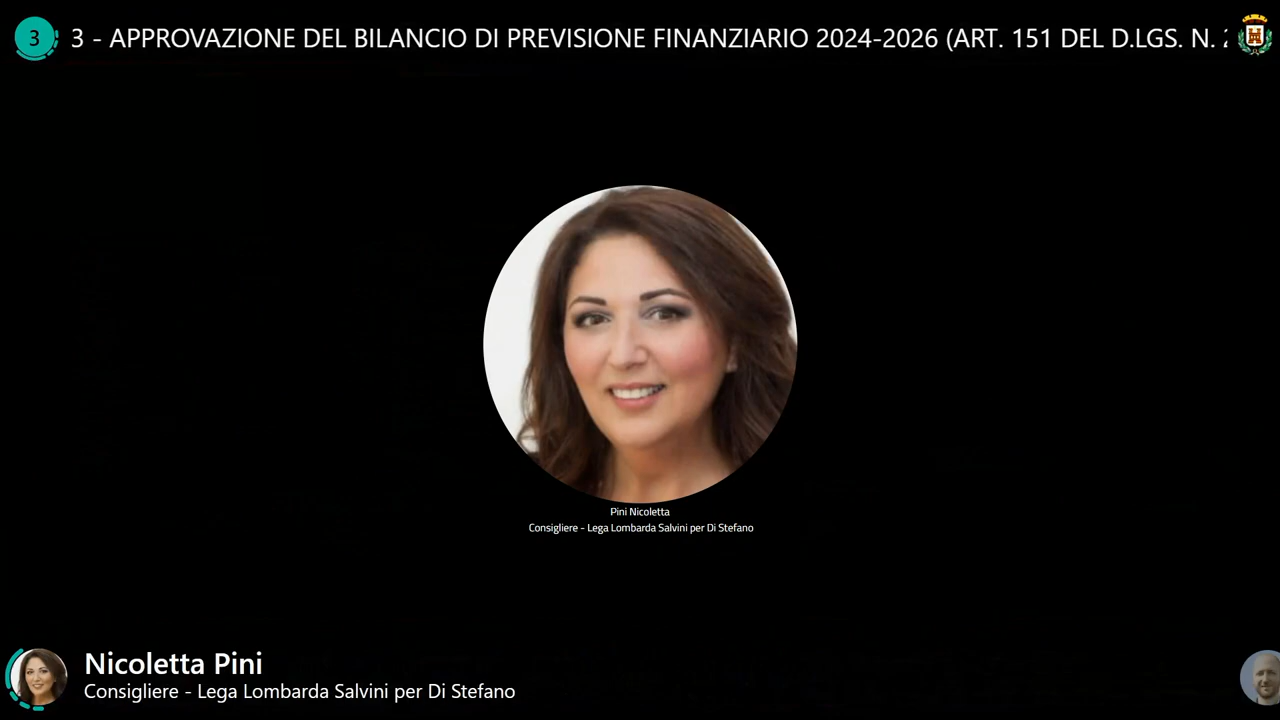 3
3 - APPROVAZIONE DEL BILANCIO DI PREVISIONE FINANZIARIO 2024-2026 (ART. 151 DEL D.LGS. N.
Pini Nicoletta
Consigliere - Lega Lombarda Salvini per Di Stefano
Nicoletta Pini
Consigliere - Lega Lombarda Salvini per Di Stefano